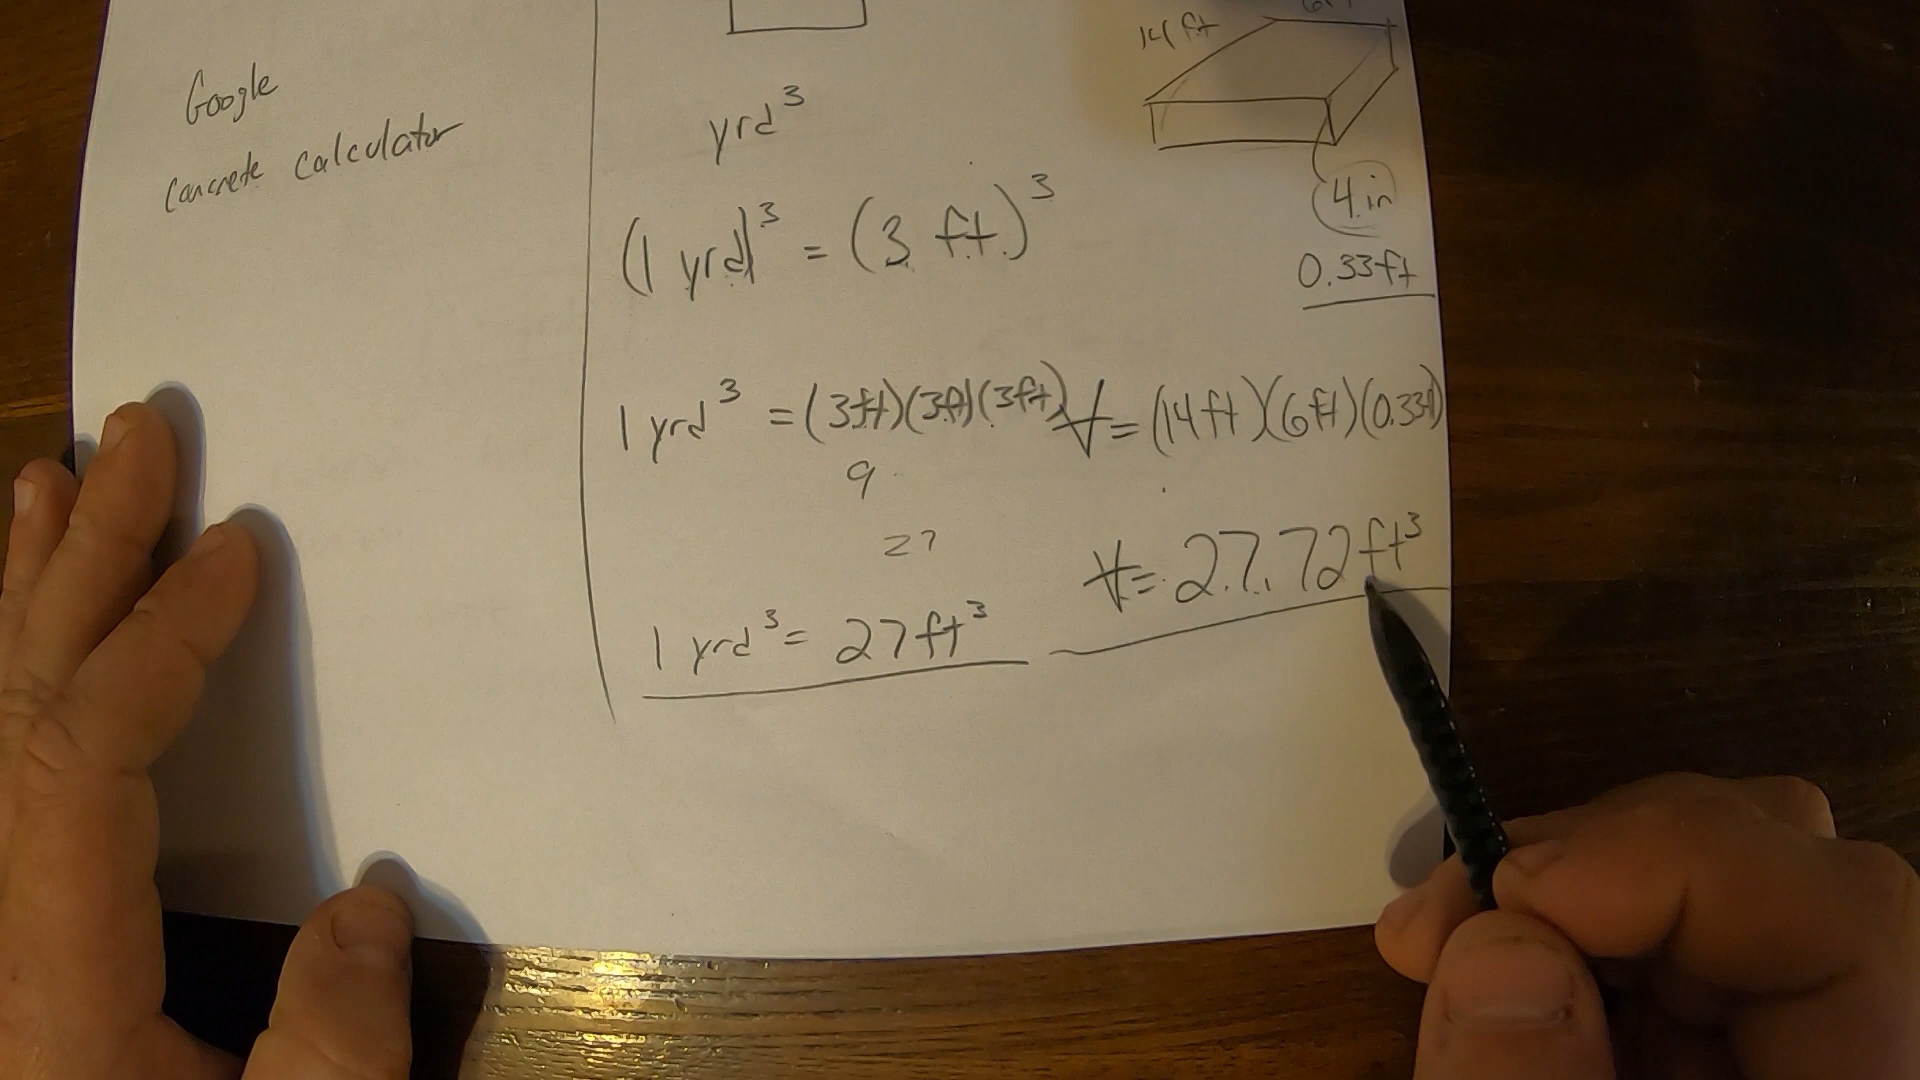 Google
Concrete Calculator
yrd³
(1 yrd)³ = (3 ft.)³
1 yrd³ = (3ft)(3ft)(3ft)
9
27
1 yrd³ = 27ft³
14 ft
4 in
0.33ft
V = (14ft)(6ft)(0.33ft)
V = 27.72ft³